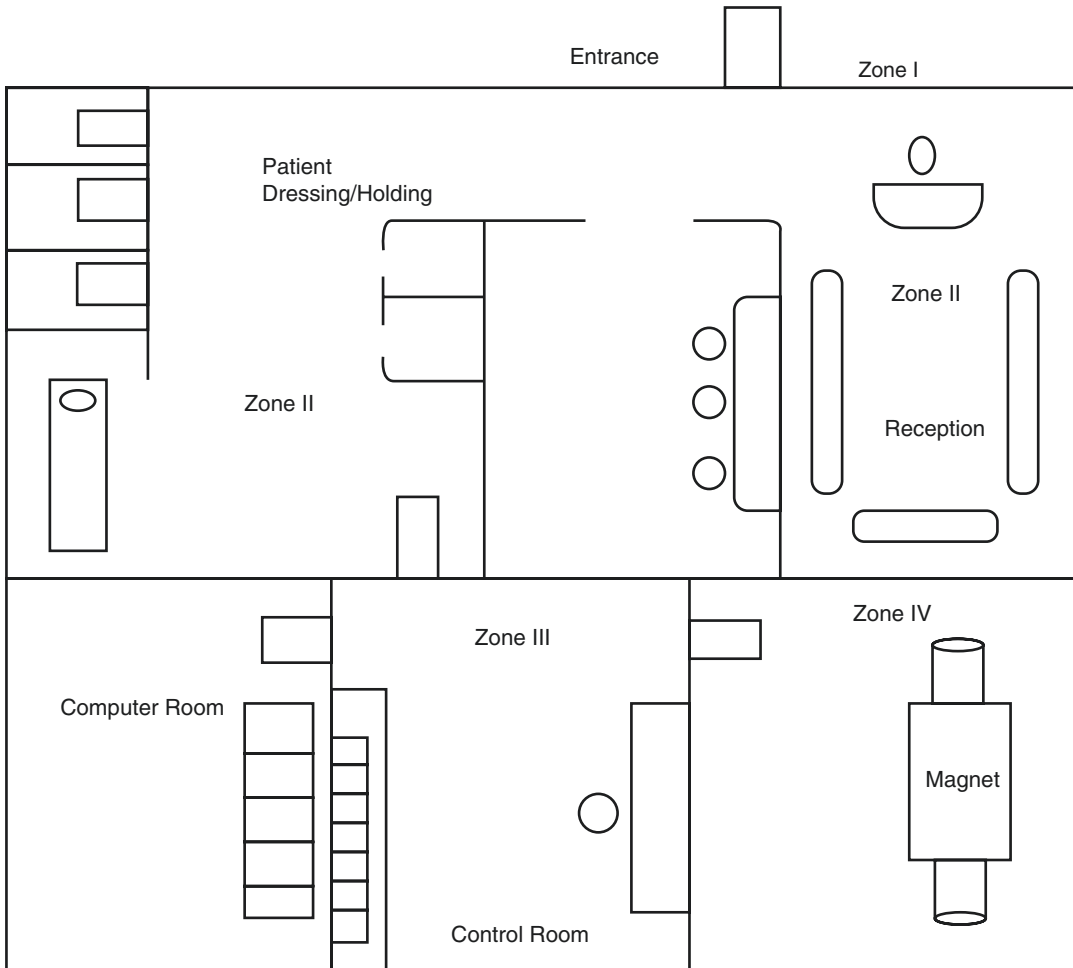 Entrance
Zone I
Patient
Dressing/Holding
Zone II
Zone II
Reception
Zone III
Zone IV
Computer Room
Magnet
Control Room